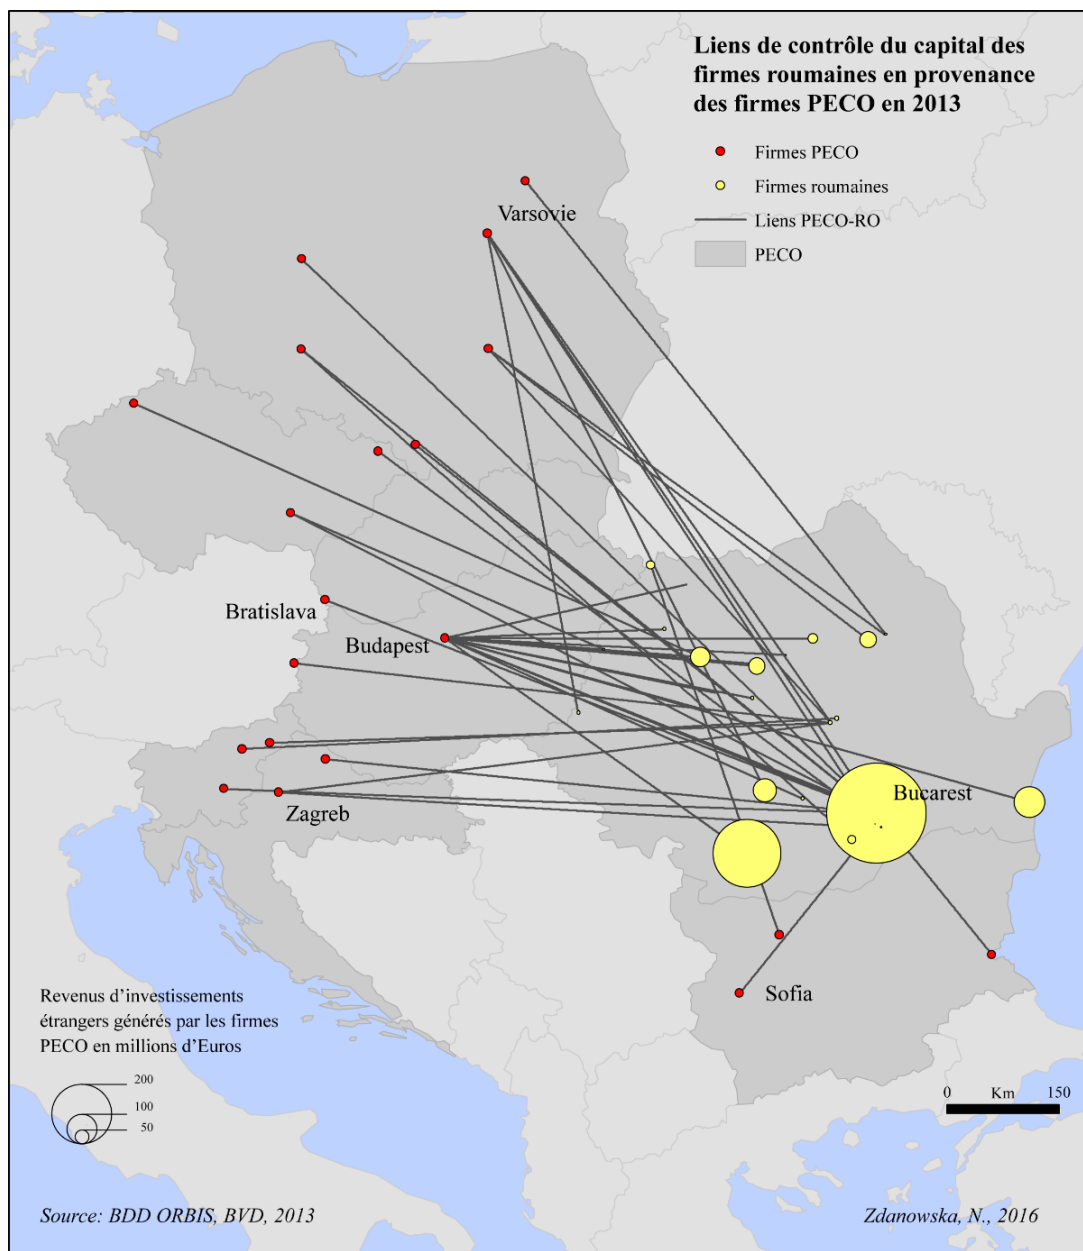 Liens de contrôle du capital des
firmes roumaines en provenance
des firmes PECO en 2013
Firmes PECO
Firmes roumaines
Liens PECO-RO
PECO
Varsovie
Bratislava
Budapest
Zagreb
Bucarest
Sofia
Revenus d’investissements
étrangers générés par les firmes
PECO en millions d’Euros
200
100
50
0 Km 150
Source: BDD ORBIS, BVD, 2013
Zdanowska, N., 2016